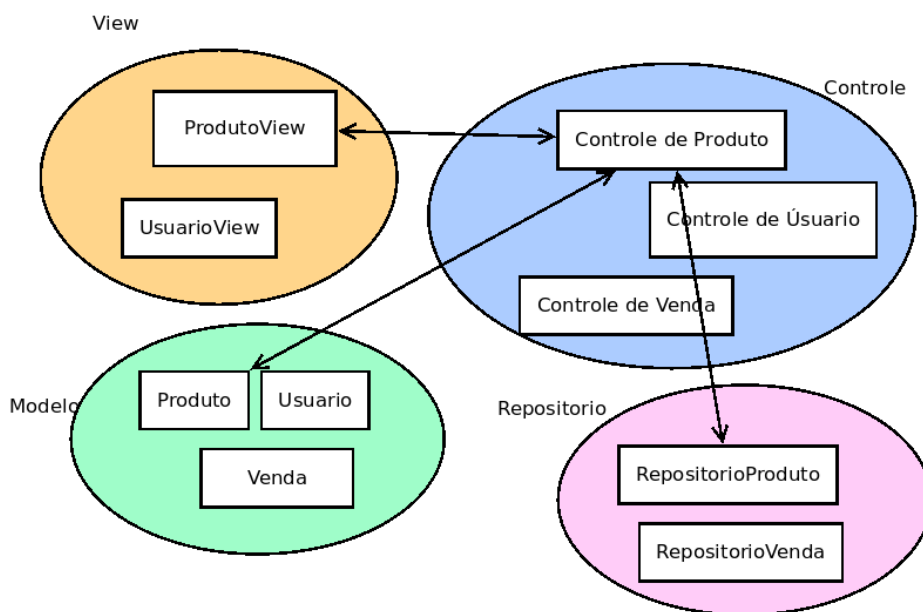 View
Controle
ProdutoView
Controle de Produto
UsuarioView
Controle de Úsuario
Controle de Venda
Modelo
Produto
Usuario
Repositorio
Venda
RepositorioProduto
RepositorioVenda